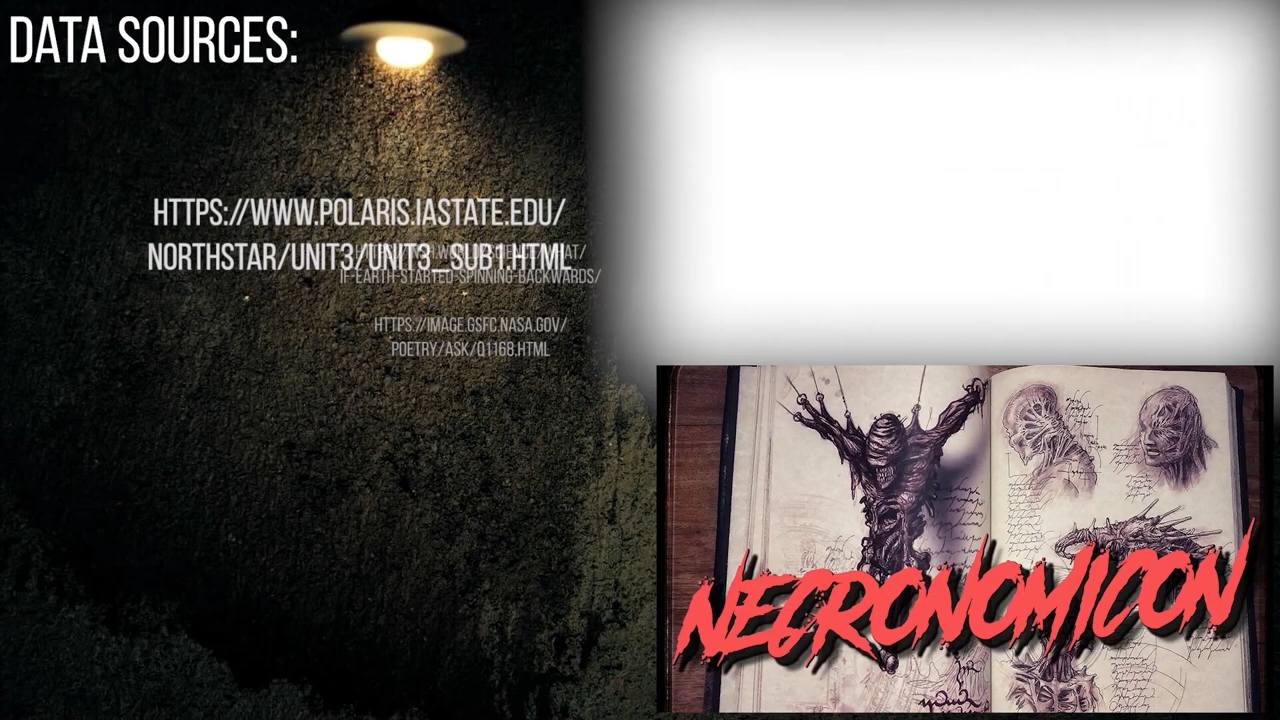 DATA SOURCES:
HTTPS://WWW.POLARIS.IASTATE.EDU/
NORTHSTAR/UNIT3/UNIT3_SUB1.HTML
IF-EARTH-STARTED-SPINNING-BACKWARDS/
HTTPS://IMAGE.GSFC.NASA.GOV/
POETRY/ASK/Q1168.HTML
NECRONOMICON